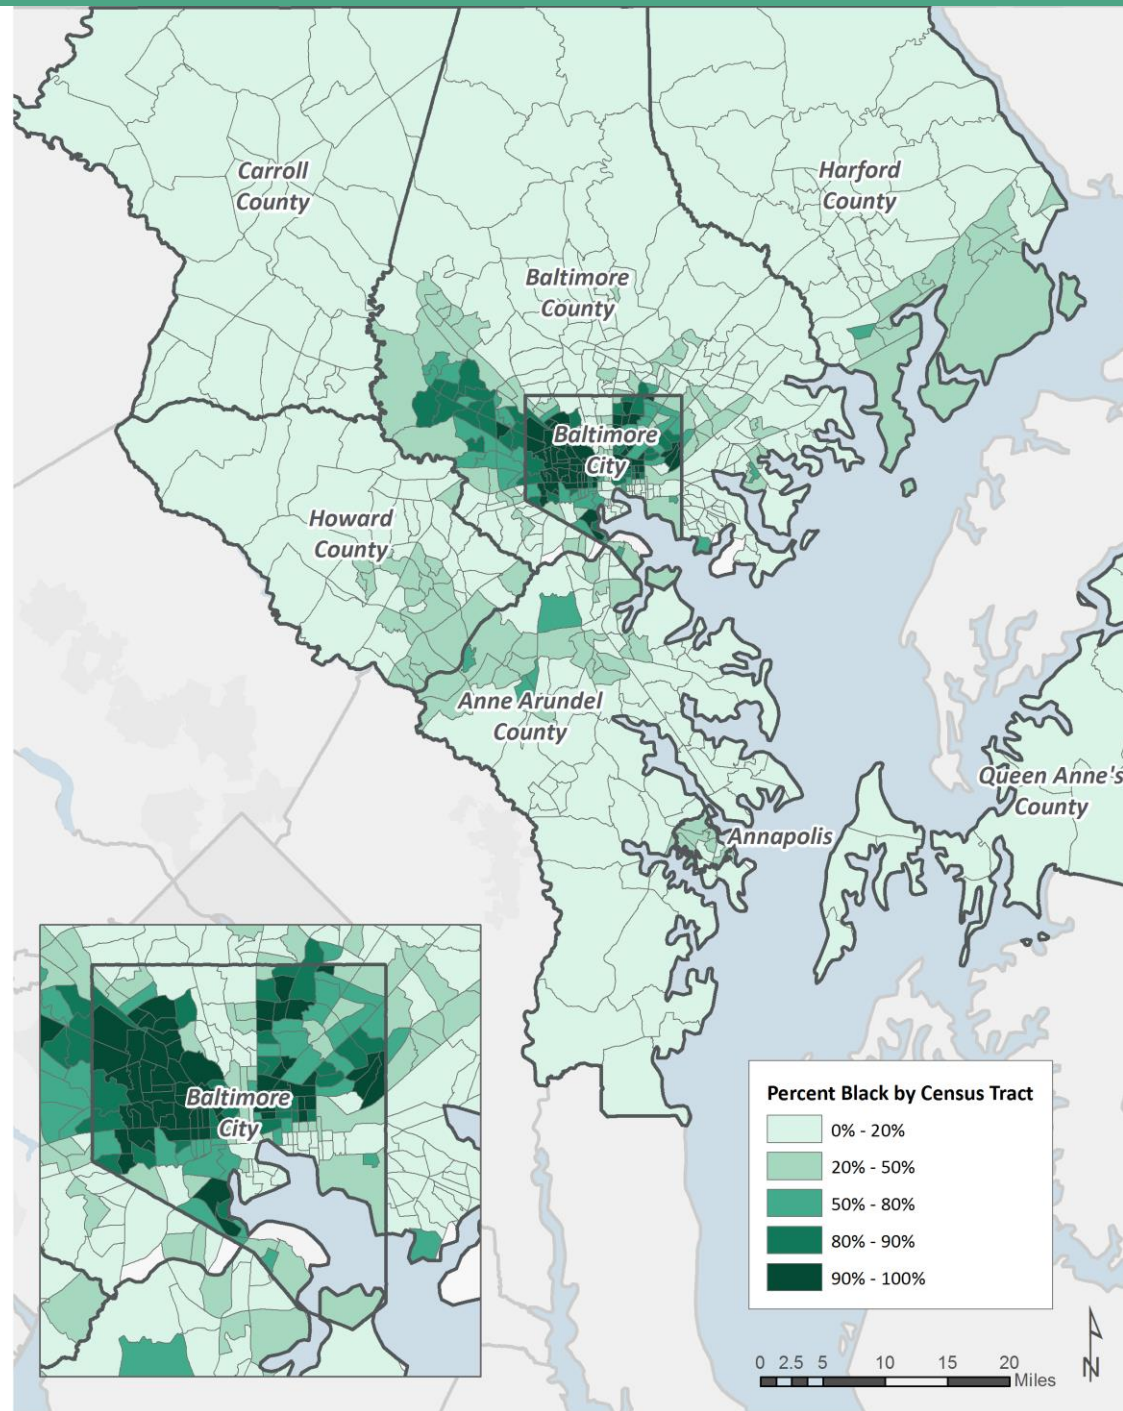 Carroll
County
Harford
County
Baltimore
County
Baltimore
City
Howard
County
Anne Arundel
County
Queen Anne's
County
Annapolis
Baltimore
City
Percent Black by Census Tract
0% - 20%
20% - 50%
50% - 80%
80% - 90%
90% - 100%
0 2.5 5 10 15 20
Miles
N